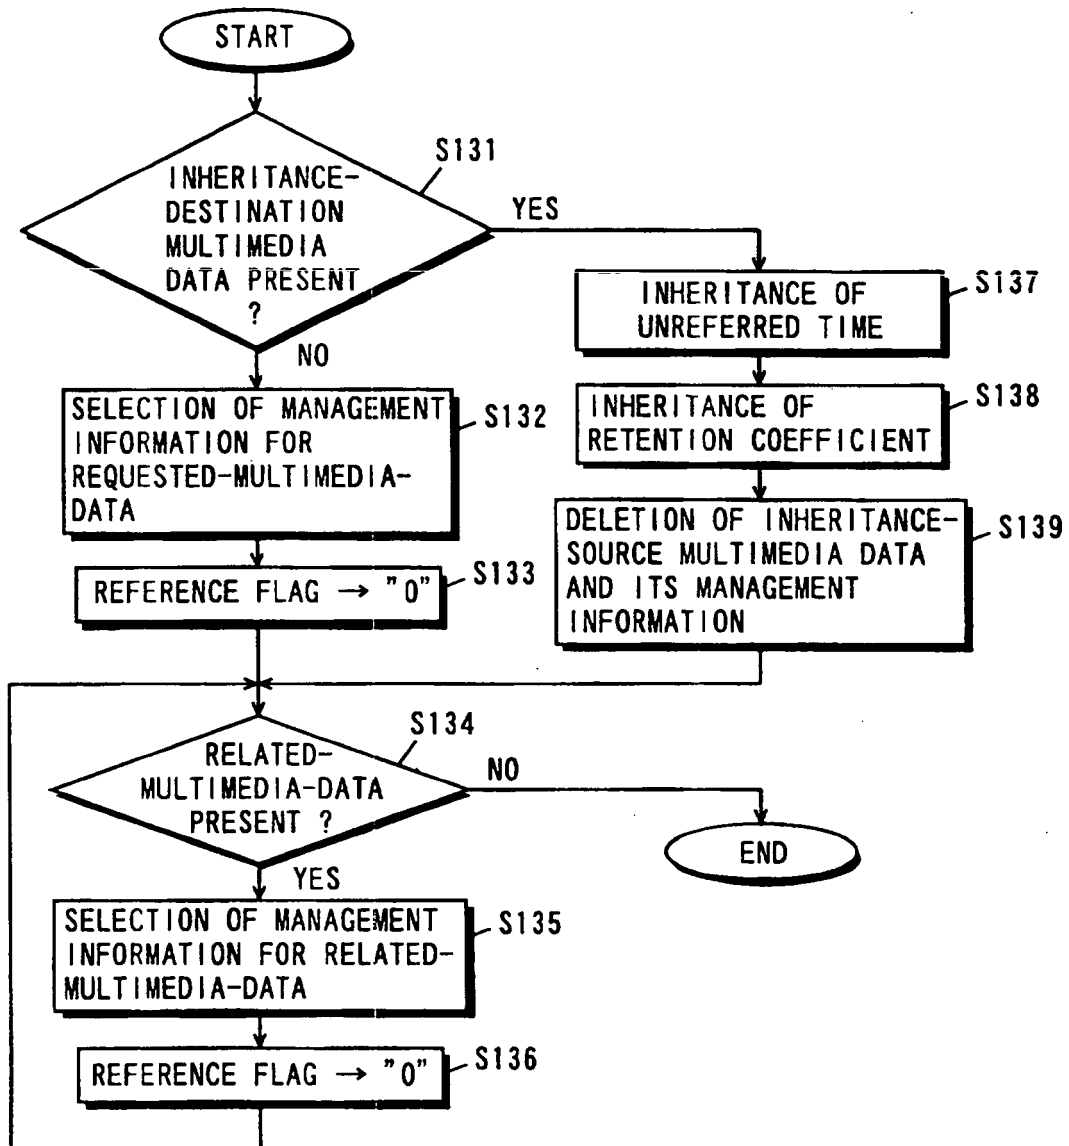 START
S131
INHERITANCE-
DESTINATION
MULTIMEDIA
DATA PRESENT
?
YES
NO
INHERITANCE OF
UNREFERRED TIME
S137
INHERITANCE OF
RETENTION COEFFICIENT
S138
DELETION OF INHERITANCE-
SOURCE MULTIMEDIA DATA
AND ITS MANAGEMENT
INFORMATION
S139
SELECTION OF MANAGEMENT
INFORMATION FOR
REQUESTED-MULTIMEDIA-
DATA
S132
REFERENCE FLAG → "0"
S133
S134
RELATED-
MULTIMEDIA-DATA
PRESENT ?
NO
END
YES
SELECTION OF MANAGEMENT
INFORMATION FOR RELATED-
MULTIMEDIA-DATA
S135
REFERENCE FLAG → "0"
S136